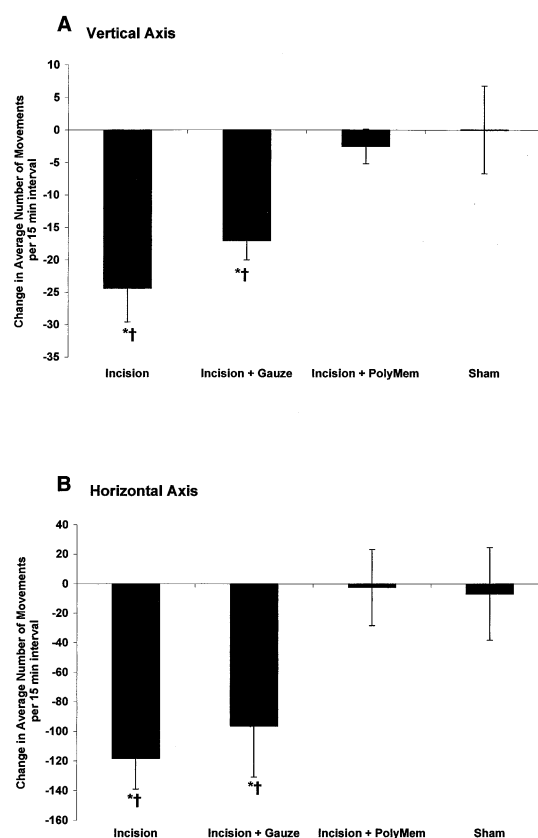 A
Vertical Axis
Change in Average Number of Movements
per 15 min interval
10
5
0
-5
-10
-15
-20
-25
-30
-35
*†
*†
Incision
Incision + Gauze
Incision + PolyMem
Sham
B
Horizontal Axis
Change in Average Number of Movements
per 15 min interval
40
20
0
-20
-40
-60
-80
-100
-120
-140
-160
*†
*†
Incision
Incision + Gauze
Incision + PolyMem
Sham